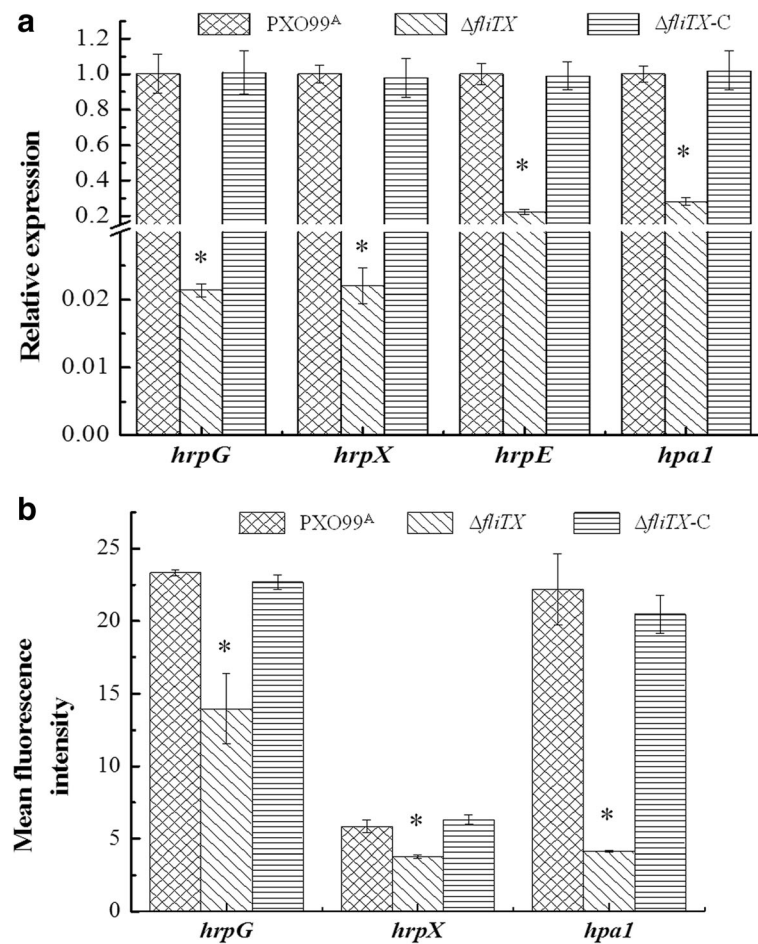 a
PXO99ᴬ ΔfliTX ΔfliTX-C
Relative expression
1.2
1.0
0.8
0.6
0.4
0.2
0.02
0.01
0.00
* * * *
hrpG hrpX hrpE hpa1
b
PXO99ᴬ ΔfliTX ΔfliTX-C
Mean fluorescence
intensity
25
20
15
10
5
0
* * *
hrpG hrpX hpa1